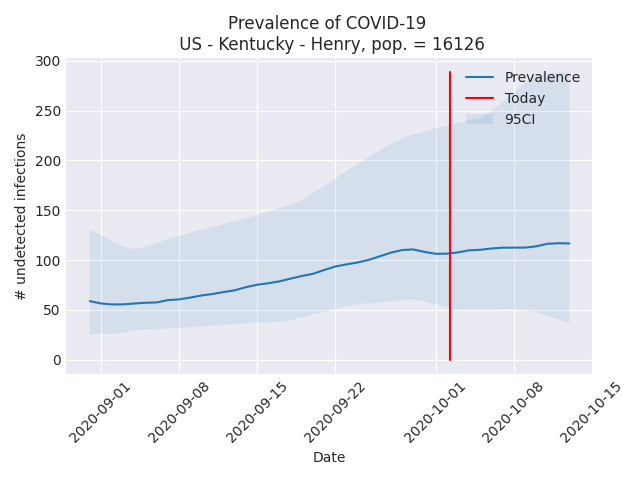 Prevalence of COVID-19
US - Kentucky - Henry, pop. = 16126
300
250
200
150
100
50
0
# undetected infections
Prevalence
Today
95CI
2020-09-01
2020-09-08
2020-09-15
2020-09-22
2020-10-01
2020-10-08
2020-10-15
Date